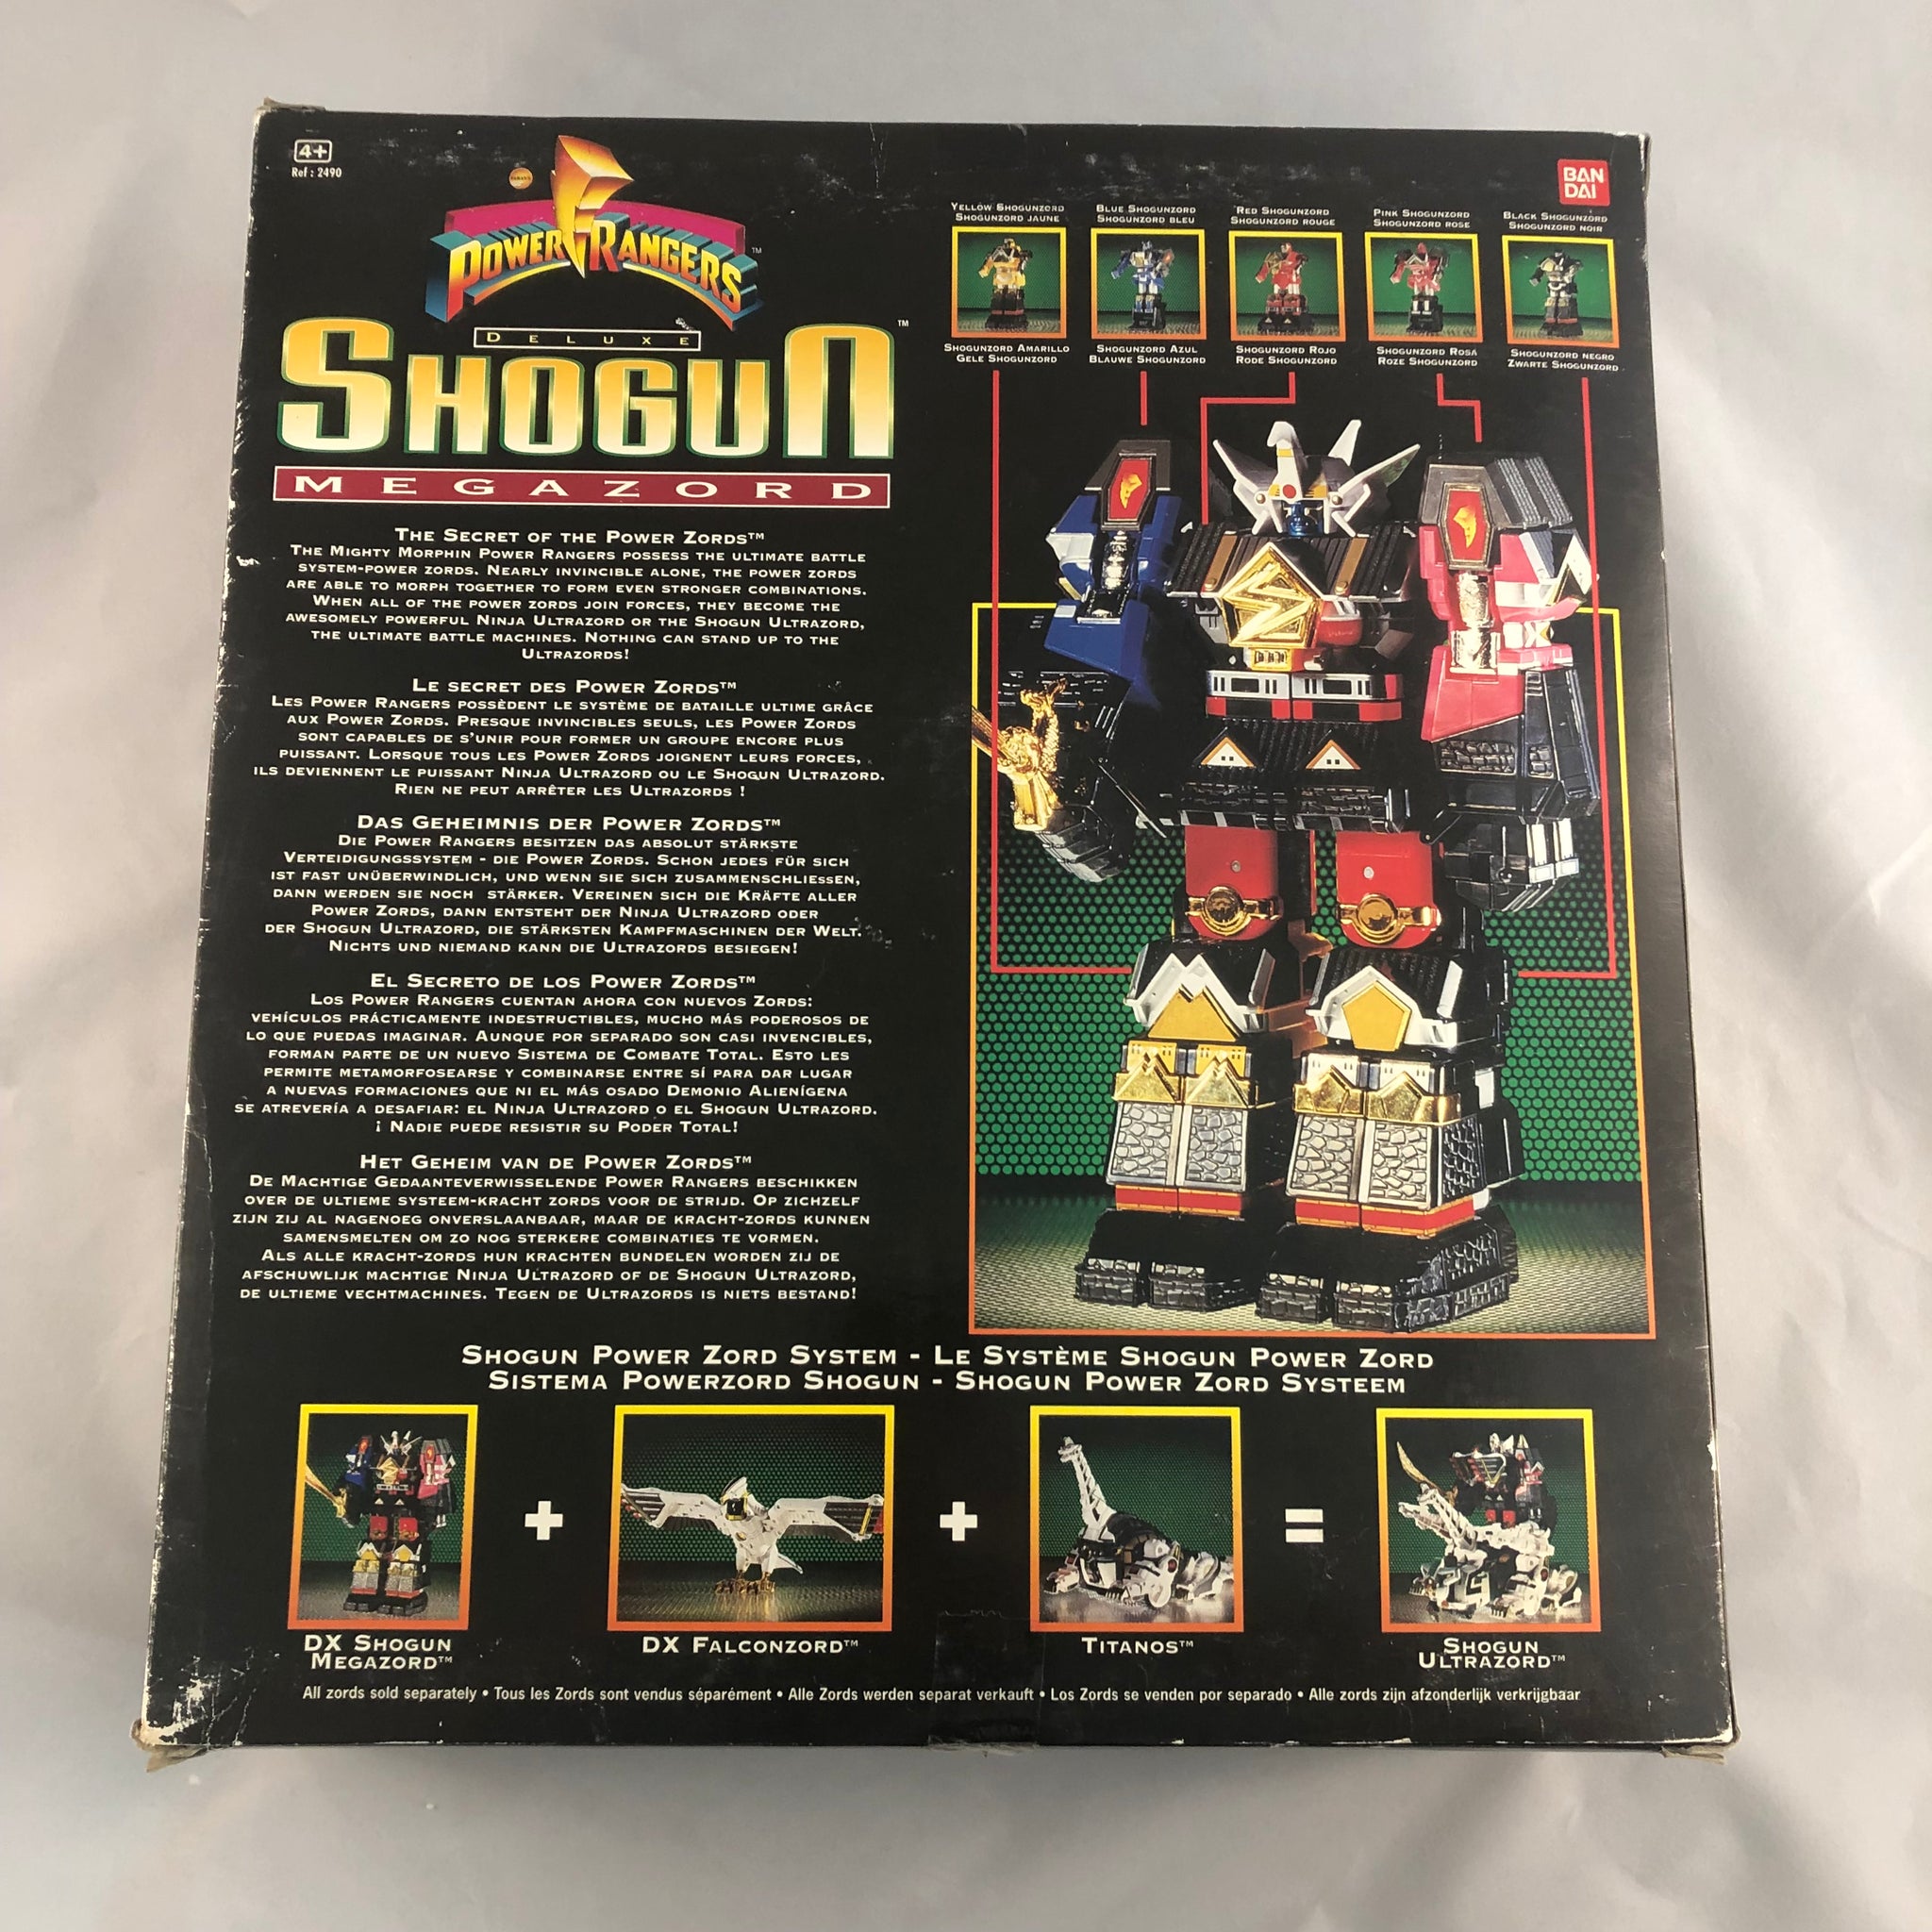 4+
Ref : 2490
POWER RANGERS™
DELUXE
SHOGUN™
MEGAZORD
THE SECRET OF THE POWER ZORDS™
THE MIGHTY MORPHIN POWER RANGERS POSSESS THE ULTIMATE BATTLE
SYSTEM-POWER ZORDS. NEARLY INVINCIBLE ALONE, THE POWER ZORDS
ARE ABLE TO MORPH TOGETHER TO FORM EVEN STRONGER COMBINATIONS.
WHEN ALL OF THE POWER ZORDS JOIN FORCES, THEY BECOME THE
AWESOMELY POWERFUL NINJA ULTRAZORD OR THE SHOGUN ULTRAZORD,
THE ULTIMATE BATTLE MACHINES. NOTHING CAN STAND UP TO THE
ULTRAZORDS!
LE SECRET DES POWER ZORDS™
LES POWER RANGERS POSSÈDENT LE SYSTÈME DE BATAILLE ULTIME GRÂCE
AUX POWER ZORDS. PRESQUE INVINCIBLES SEULS, LES POWER ZORDS
SONT CAPABLES DE S'UNIR POUR FORMER UN GROUPE ENCORE PLUS
PUISSANT. LORSQUE TOUS LES POWER ZORDS JOIGNENT LEURS FORCES,
ILS DEVIENNENT LE PUISSANT NINJA ULTRAZORD OU LE SHOGUN ULTRAZORD.
RIEN NE PEUT ARRÊTER LES ULTRAZORDS !
DAS GEHEIMNIS DER POWER ZORDS™
DIE POWER RANGERS BESITZEN DAS ABSOLUT STÄRKSTE
VERTEIDIGUNGSSYSTEM - DIE POWER ZORDS. SCHON JEDES FÜR SICH
IST FAST UNÜBERWINDLICH, UND WENN SIE SICH ZUSAMMENSCHLIESSEN,
DANN WERDEN SIE NOCH STÄRKER. VEREINEN SICH DIE KRÄFTE ALLER
POWER ZORDS, DANN ENTSTEHT DER NINJA ULTRAZORD ODER
DER SHOGUN ULTRAZORD, DIE STÄRKSTEN KAMPFMASCHINEN DER WELT.
NICHTS UND NIEMAND KANN DIE ULTRAZORDS BESIEGEN!
EL SECRETO DE LOS POWER ZORDS™
LOS POWER RANGERS CUENTAN AHORA CON NUEVOS ZORDS:
VEHÍCULOS PRÁCTICAMENTE INDESTRUCTIBLES, MUCHO MÁS PODEROSOS DE
LO QUE PUEDAS IMAGINAR. AUNQUE POR SEPARADO SON CASI INVENCIBLES,
FORMAN PARTE DE UN NUEVO SISTEMA DE COMBATE TOTAL. ESTO LES
PERMITE METAMORFOSEARSE Y COMBINARSE ENTRE SÍ PARA DAR LUGAR
A NUEVAS FORMACIONES QUE NI EL MÁS OSADO DEMONIO ALIENÍGENA
SE ATREVERÍA A DESAFIAR: EL NINJA ULTRAZORD O EL SHOGUN ULTRAZORD.
¡ NADIE PUEDE RESISTIR SU PODER TOTAL!
HET GEHEIM VAN DE POWER ZORDS™
DE MACHTIGE GEDAANTEVERWISSELENDE POWER RANGERS BESCHIKKEN
OVER DE ULTIEME SYSTEEM-KRACHT ZORDS VOOR DE STRIJD. OP ZICHZELF
ZIJN ZIJ AL NAGENOEG ONVERSLAANBAAR, MAAR DE KRACHT-ZORDS KUNNEN
SAMENSMELTEN OM ZO NOG STERKERE COMBINATIES TE VORMEN.
ALS ALLE KRACHT-ZORDS HUN KRACHTEN BUNDELEN WORDEN ZIJ DE
AFSCHUWLIJK MACHTIGE NINJA ULTRAZORD OF DE SHOGUN ULTRAZORD,
DE ULTIEME VECHTMACHINES. TEGEN DE ULTRAZORDS IS NIETS BESTAND!
BAN
DAI
YELLOW SHOGUNZORD
SHOGUNZORD JAUNE
SHOGUNZORD AMARILLO
GELE SHOGUNZORD
BLUE SHOGUNZORD
SHOGUNZORD BLEU
SHOGUNZORD AZUL
BLAUWE SHOGUNZORD
RED SHOGUNZORD
SHOGUNZORD ROUGE
SHOGUNZORD ROJO
RODE SHOGUNZORD
PINK SHOGUNZORD
SHOGUNZORD ROSE
SHOGUNZORD ROSA
ROZE SHOGUNZORD
BLACK SHOGUNZORD
SHOGUNZORD NOIR
SHOGUNZORD NEGRO
ZWARTE SHOGUNZORD
SHOGUN POWER ZORD SYSTEM - LE SYSTÈME SHOGUN POWER ZORD
SISTEMA POWERZORD SHOGUN - SHOGUN POWER ZORD SYSTEEM
+ + =
DX SHOGUN
MEGAZORD™
DX FALCONZORD™
TITANOS™
SHOGUN
ULTRAZORD™
All zords sold separately • Tous les Zords sont vendus séparément • Alle Zords werden separat verkauft • Los Zords se venden por separado • Alle zords zijn afzonderlijk verkrijgbaar